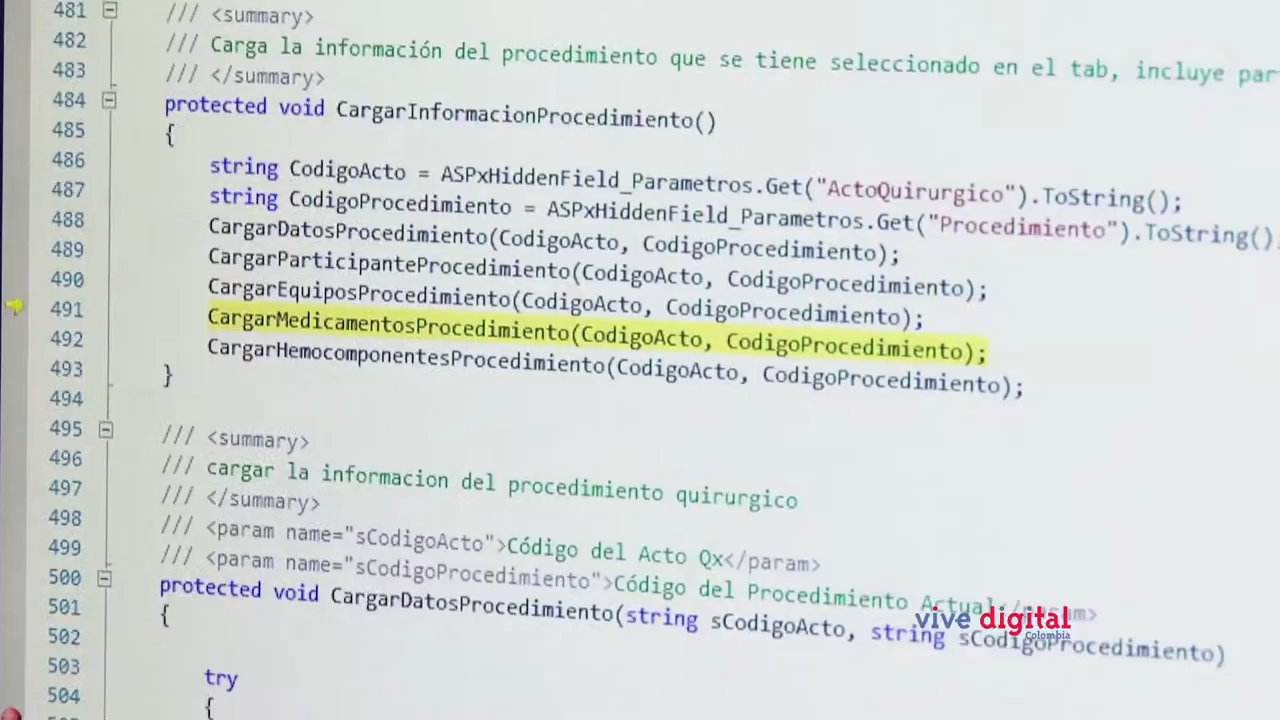 481 /// <summary>
482 /// Carga la información del procedimiento que se tiene seleccionado en el tab, incluye
483 /// </summary>
484 protected void CargarInformacionProcedimiento()
485 {
486 string CodigoActo = ASPxHiddenField_Parametros.Get("ActoQuirurgico").ToString();
487 string CodigoProcedimiento = ASPxHiddenField_Parametros.Get("Procedimiento").ToString();
488 CargarDatosProcedimiento(CodigoActo, CodigoProcedimiento);
489 CargarParticipanteProcedimiento(CodigoActo, CodigoProcedimiento);
490 CargarEquiposProcedimiento(CodigoActo, CodigoProcedimiento);
491 CargarMedicamentosProcedimiento(CodigoActo, CodigoProcedimiento);
492 CargarHemocomponentesProcedimiento(CodigoActo, CodigoProcedimiento);
493 }
494
495 /// <summary>
496 /// cargar la informacion del procedimiento quirurgico
497 /// </summary>
498 /// <param name="sCodigoActo">Código del Acto Qx</param>
499 /// <param name="sCodigoProcedimiento">Código del Procedimiento Actual</param>
500 protected void CargarDatosProcedimiento(string sCodigoActo, string sCodigoProcedimiento)
501 {
502
503 try
504 {
vive digital
Colombia